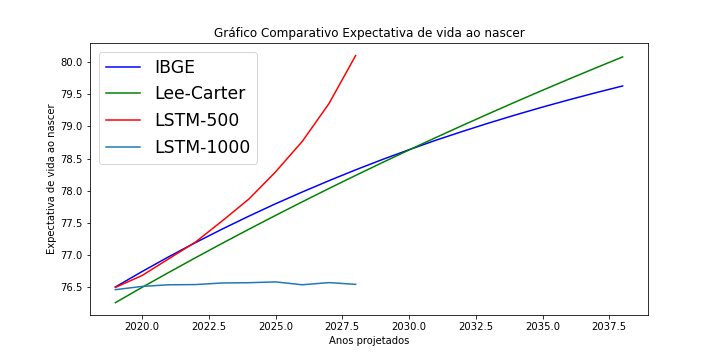 Gráfico Comparativo Expectativa de vida ao nascer
IBGE
Lee-Carter
LSTM-500
LSTM-1000
Expectativa de vida ao nascer
80.0
79.5
79.0
78.5
78.0
77.5
77.0
76.5
2020.0 2022.5 2025.0 2027.5 2030.0 2032.5 2035.0 2037.5
Anos projetados